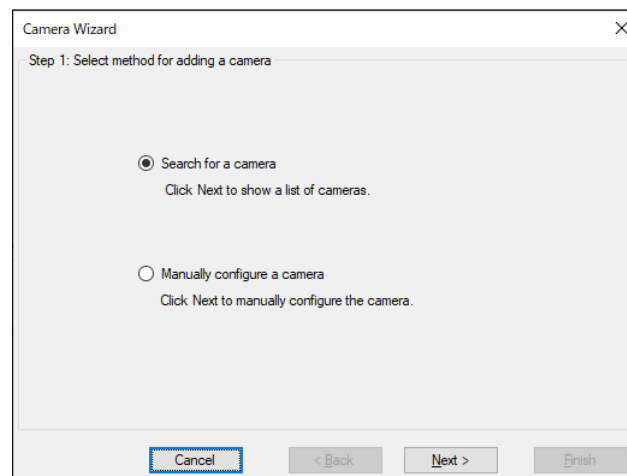 Camera Wizard
Step 1: Select method for adding a camera
Search for a camera
Click Next to show a list of cameras.
Manually configure a camera
Click Next to manually configure the camera.
Cancel
< Back
Next >
Finish